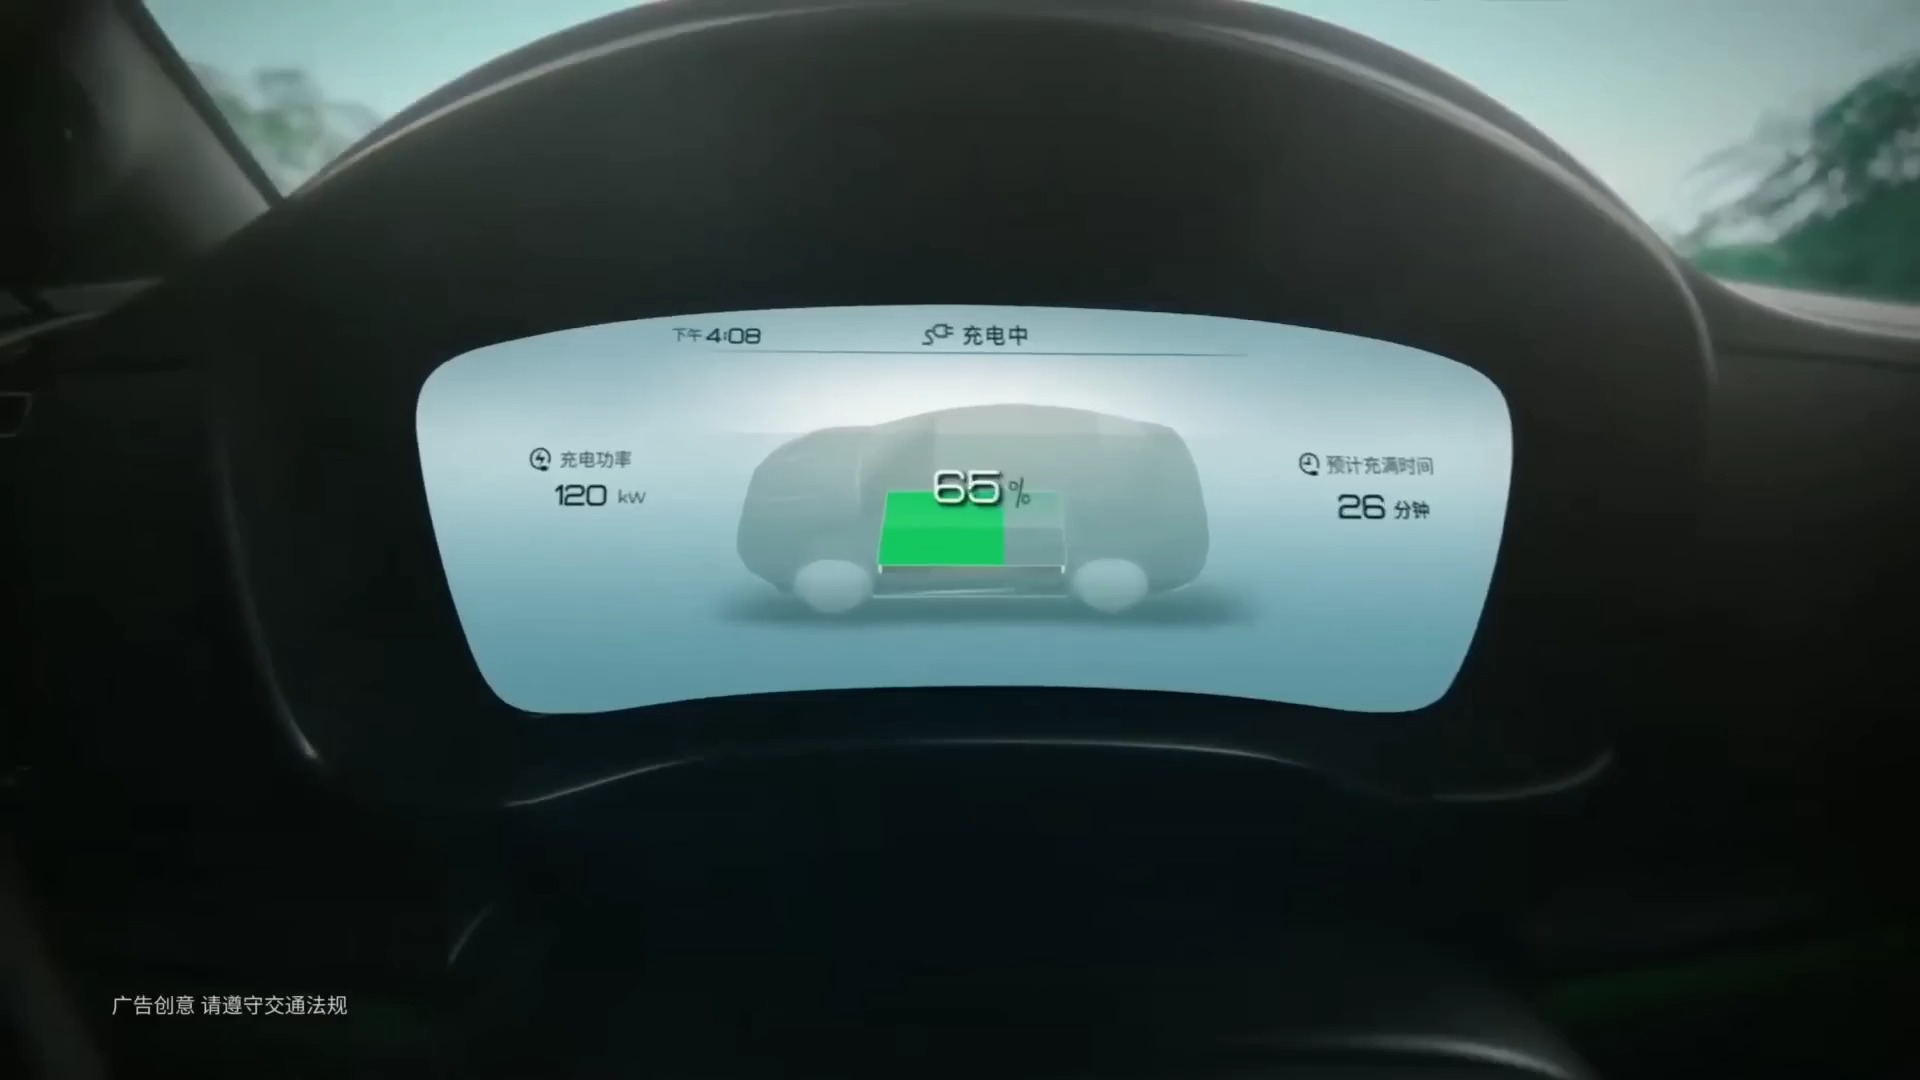 下午4:08
充电中
充电功率
120 kW
65%
预计充满时间
26 分钟
广告创意 请遵守交通法规